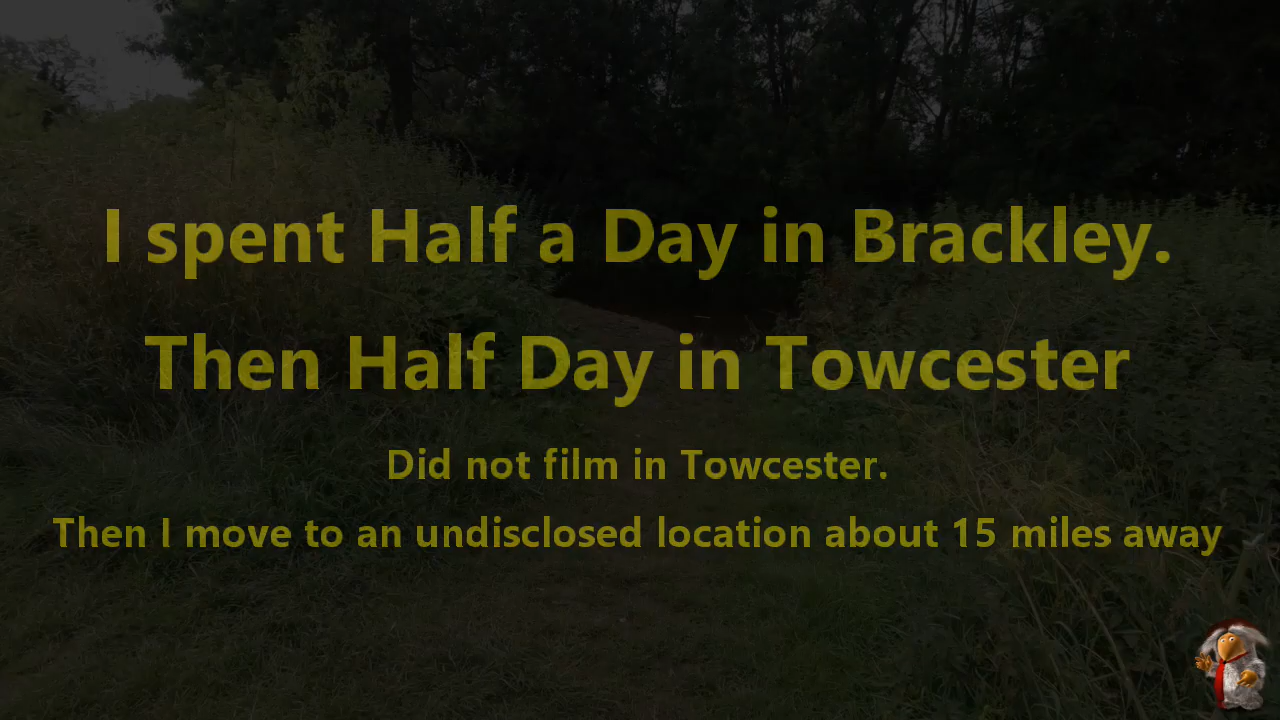 I spent Half a Day in Brackley.
Then Half Day in Towcester
Did not film in Towcester.
Then I move to an undisclosed location about 15 miles away